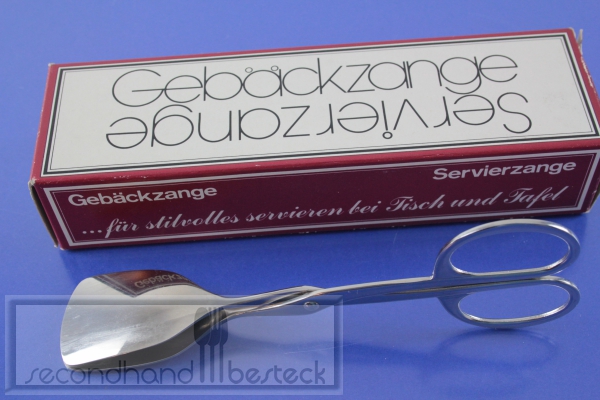 Gebäckzange
Servierzange
Gebäckzange
Servierzange
...für stilvolles servieren bei Tisch und Tafel
secondhand besteck